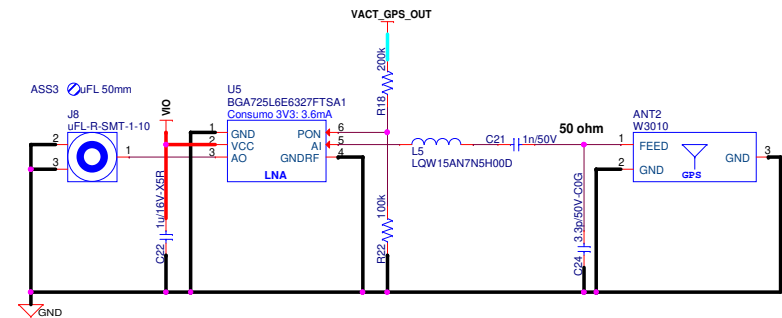 VACT_GPS_OUT
ASS3 uFL 50mm
J8
uFL-R-SMT-1-10
2
3
1
VIO
1u/16V-X5R
C22
U5
BGA725L6E6327FTSA1
Consumo 3V3: 3.6mA
1 GND PON 6
2 VCC AI 5
3 AO GNDRF 4
LNA
200k
R18
100k
R22
L5
LQW15AN7N5H00D
C21 1n/50V
50 ohm
3.3p/50V-C0G
C24
ANT2
W3010
1 FEED
2 GND
GND 3
GPS
GND